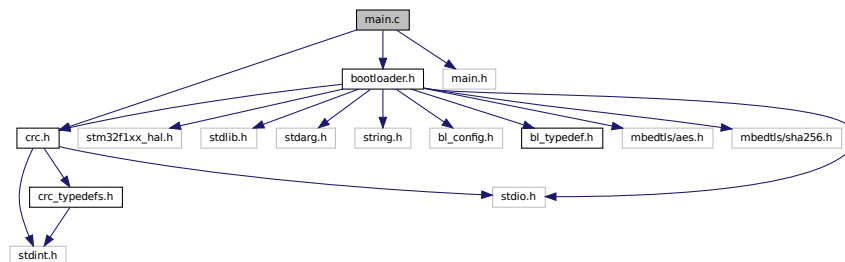 main.c
bootloader.h
main.h
crc.h
stm32f1xx_hal.h
stdlib.h
stdarg.h
string.h
bl_config.h
bl_typedef.h
mbedtls/aes.h
mbedtls/sha256.h
crc_typedefs.h
stdio.h
stdint.h